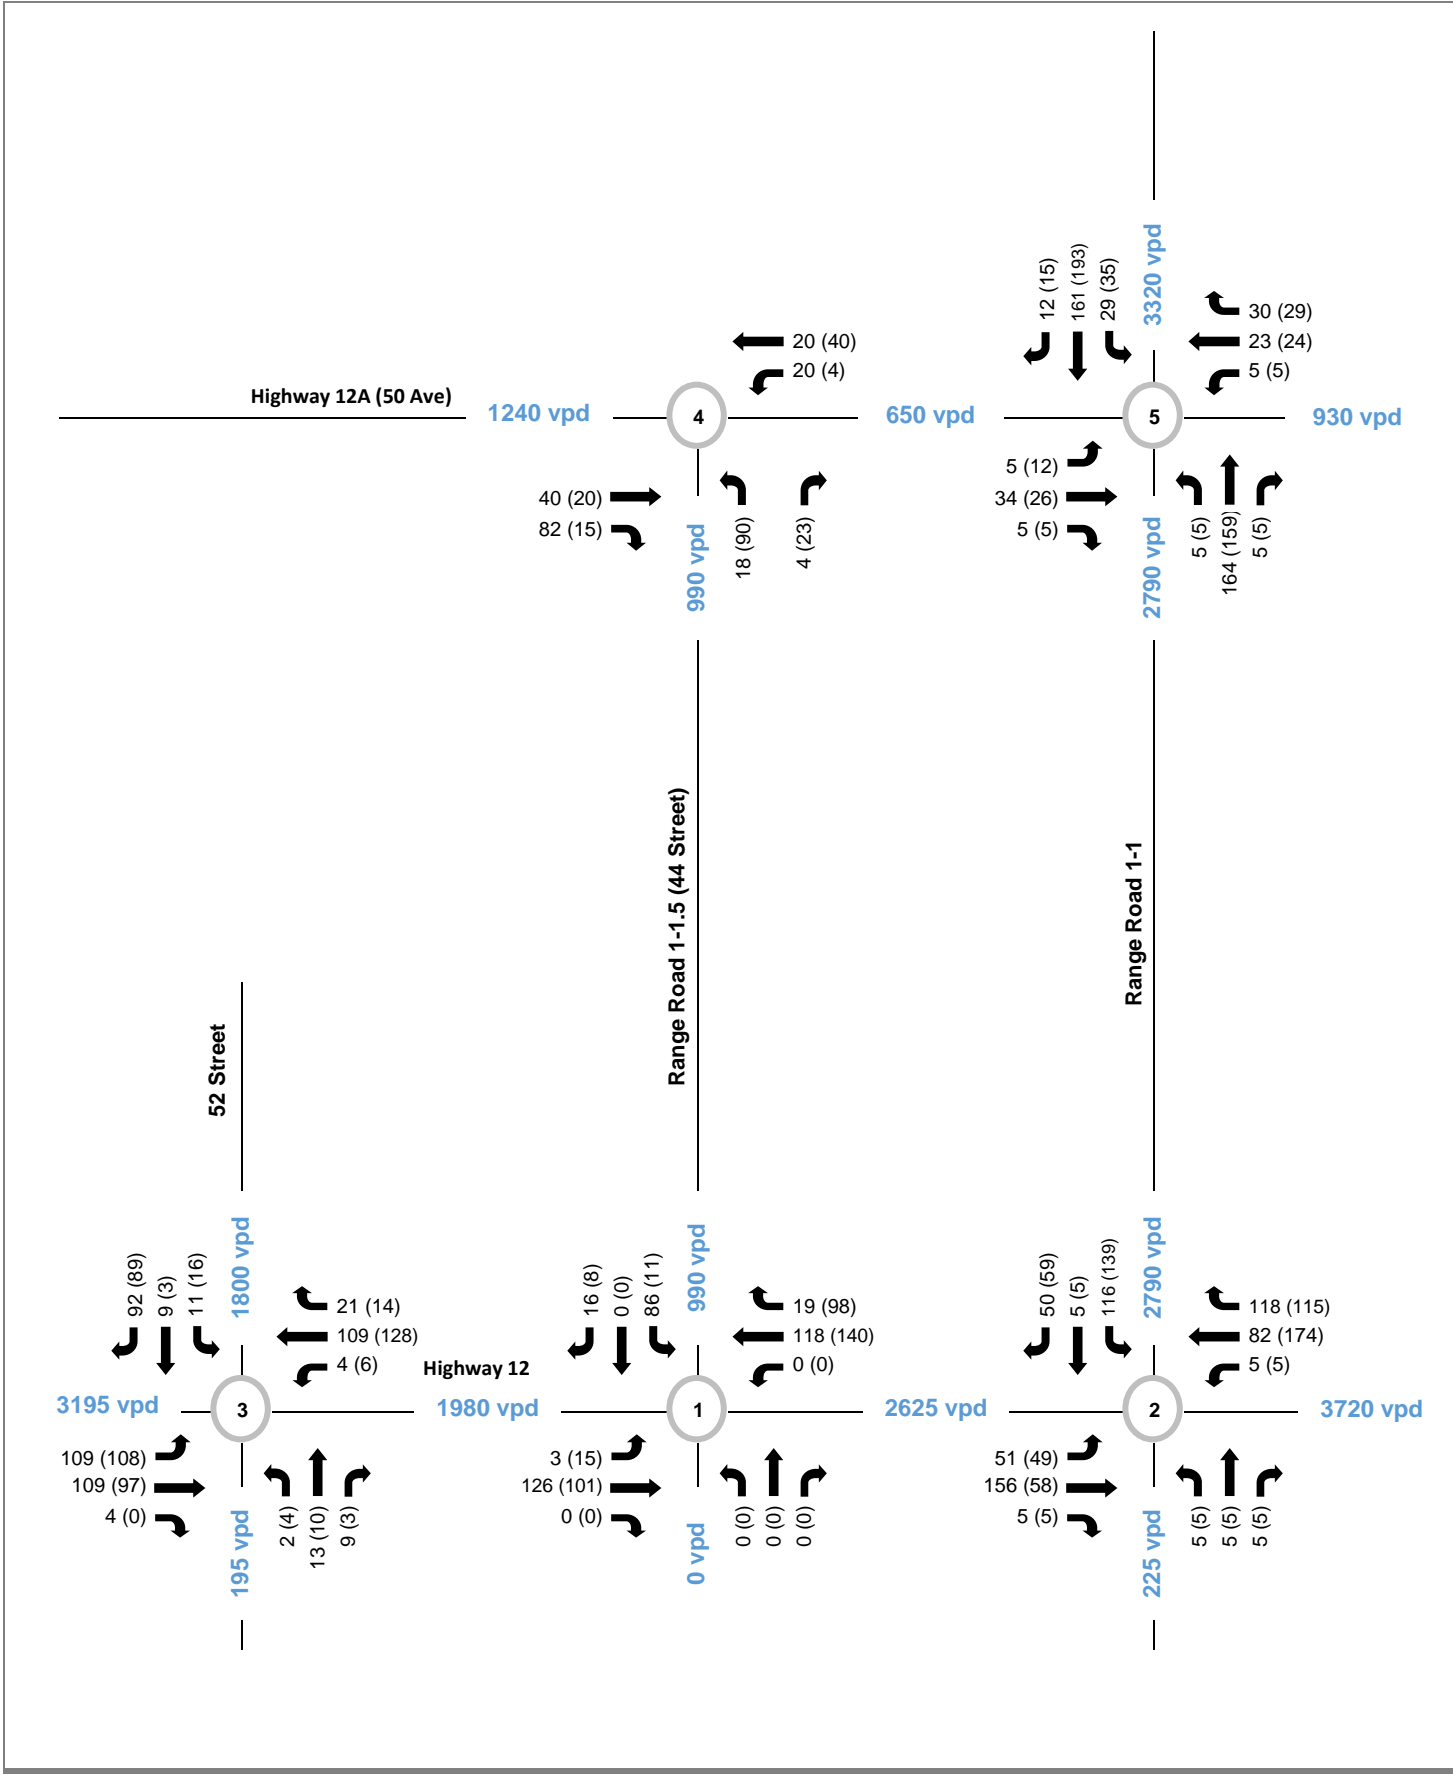 3320 vpd
12 (15)
161 (193)
29 (35)
30 (29)
23 (24)
5 (5)
20 (40)
20 (4)
Highway 12A (50 Ave)
1240 vpd
4
650 vpd
5
930 vpd
40 (20)
82 (15)
990 vpd
18 (90)
4 (23)
5 (12)
34 (26)
5 (5)
2790 vpd
5 (5)
164 (159)
5 (5)
52 Street
Range Road 1-1.5 (44 Street)
Range Road 1-1
92 (89)
9 (3)
11 (16)
1800 vpd
21 (14)
109 (128)
4 (6)
16 (8)
0 (0)
86 (11)
990 vpd
19 (98)
118 (140)
0 (0)
50 (59)
5 (5)
116 (139)
2790 vpd
118 (115)
82 (174)
5 (5)
Highway 12
3195 vpd
3
1980 vpd
1
2625 vpd
2
3720 vpd
109 (108)
109 (97)
4 (0)
195 vpd
2 (4)
13 (10)
9 (3)
3 (15)
126 (101)
0 (0)
0 vpd
0 (0)
0 (0)
0 (0)
51 (49)
156 (58)
5 (5)
225 vpd
5 (5)
5 (5)
5 (5)